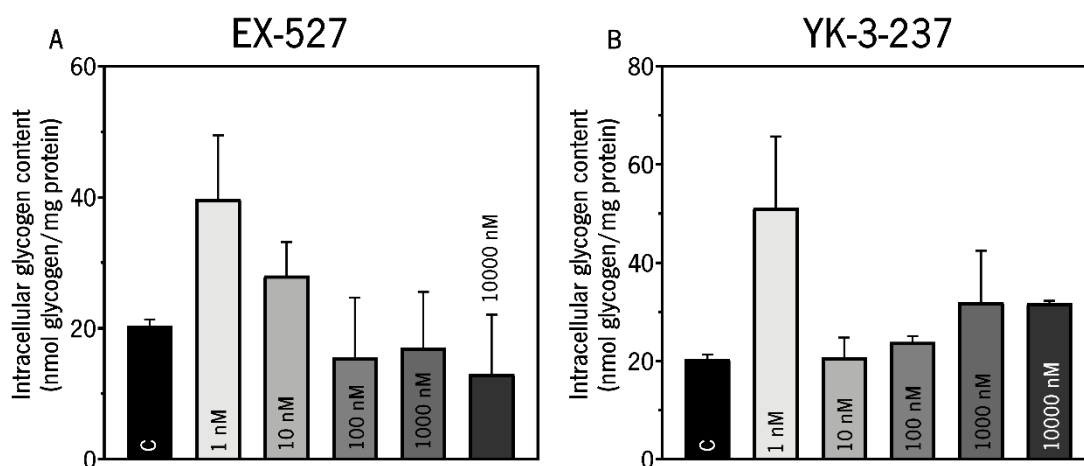 A
EX-527
Intracellular glycogen content
(nmol glycogen/mg protein)
60
40
20
0
C
1 nM
10 nM
100 nM
1000 nM
10000 nM
B
YK-3-237
Intracellular glycogen content
(nmol glycogen/mg protein)
80
60
40
20
0
C
1 nM
10 nM
100 nM
1000 nM
10000 nM